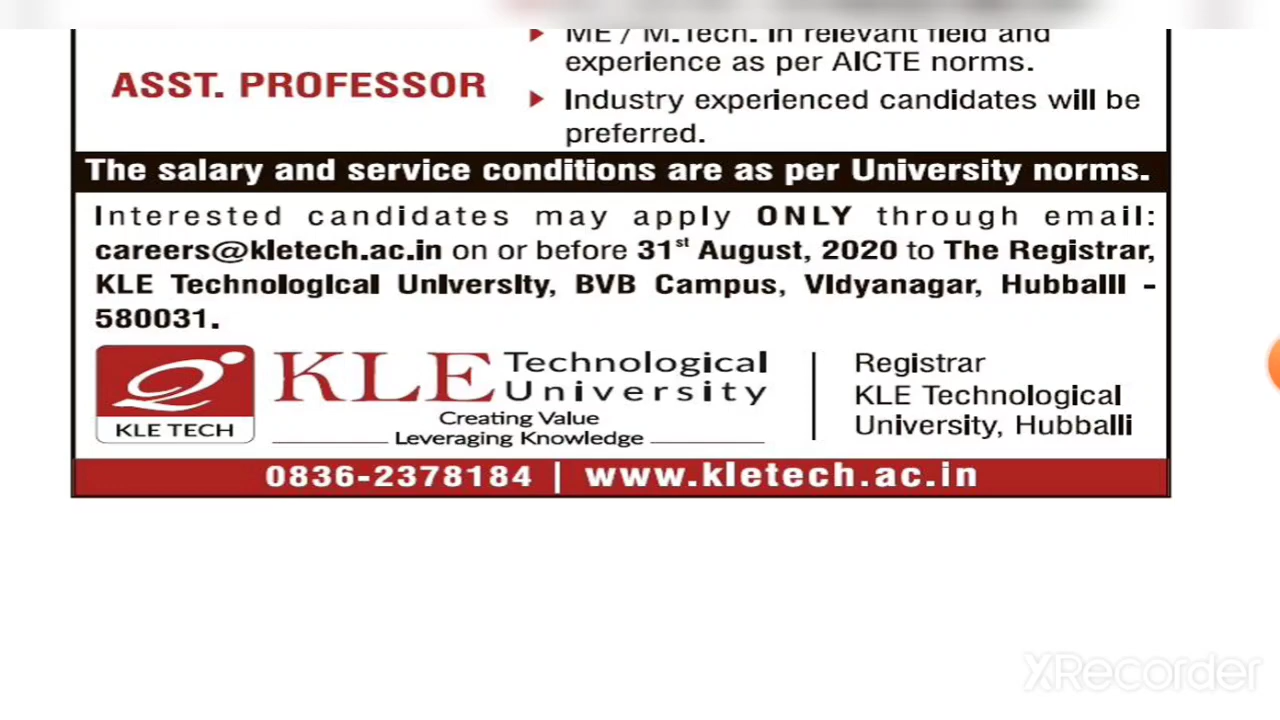 ME / M.Tech. in relevant field and
experience as per AICTE norms.
ASST. PROFESSOR
Industry experienced candidates will be
preferred.
The salary and service conditions are as per University norms.
Interested candidates may apply ONLY through email:
careers@kletech.ac.in on or before 31st August, 2020 to The Registrar,
KLE Technological University, BVB Campus, Vidyanagar, Hubballi -
580031.
KLE TECH
KLE Technological
University
Creating Value
Leveraging Knowledge
Registrar
KLE Technological
University, Hubballi
0836-2378184 | www.kletech.ac.in
XRecorder